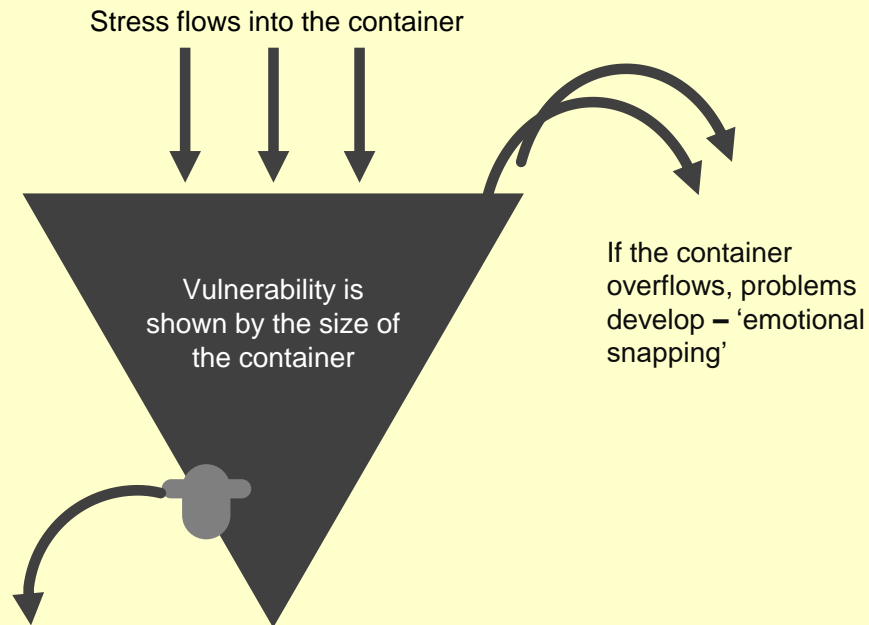 Stress flows into the container
Vulnerability is
shown by the size of
the container
If the container
overflows, problems
develop – ‘emotional
snapping’